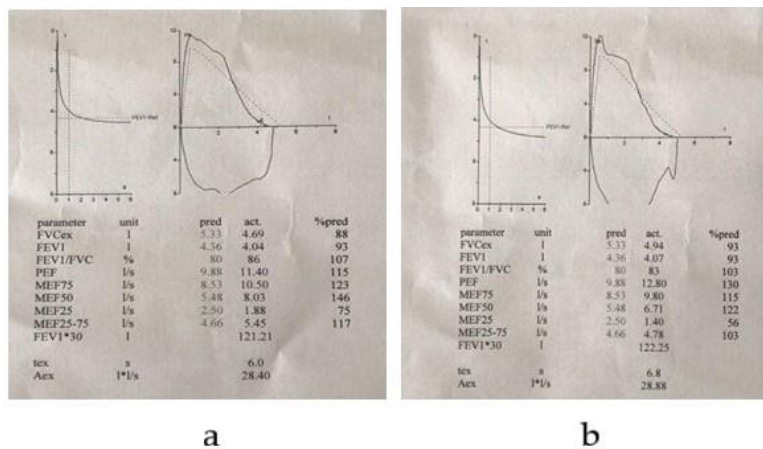 FEV1-Ref
parameter unit pred act. %pred
FVCex l 5.33 4.69 88
FEV1 l 4.36 4.04 93
FEV1/FVC % 80 86 107
PEF l/s 9.88 11.40 115
MEF75 l/s 8.53 10.50 123
MEF50 l/s 5.48 8.03 146
MEF25 l/s 2.50 1.88 75
MEF25-75 l/s 4.66 5.45 117
FEV1*30 l 121.21
tex s 6.0
Aex l*l/s 28.40
a
FEV1-Ref
parameter unit pred act. %pred
FVCex l 5.33 4.94 93
FEV1 l 4.36 4.07 93
FEV1/FVC % 80 83 103
PEF l/s 9.88 12.80 130
MEF75 l/s 8.53 9.80 115
MEF50 l/s 5.48 6.71 122
MEF25 l/s 2.50 1.40 56
MEF25-75 l/s 4.66 4.78 103
FEV1*30 l 122.25
tex s 6.8
Aex l*l/s 28.88
b